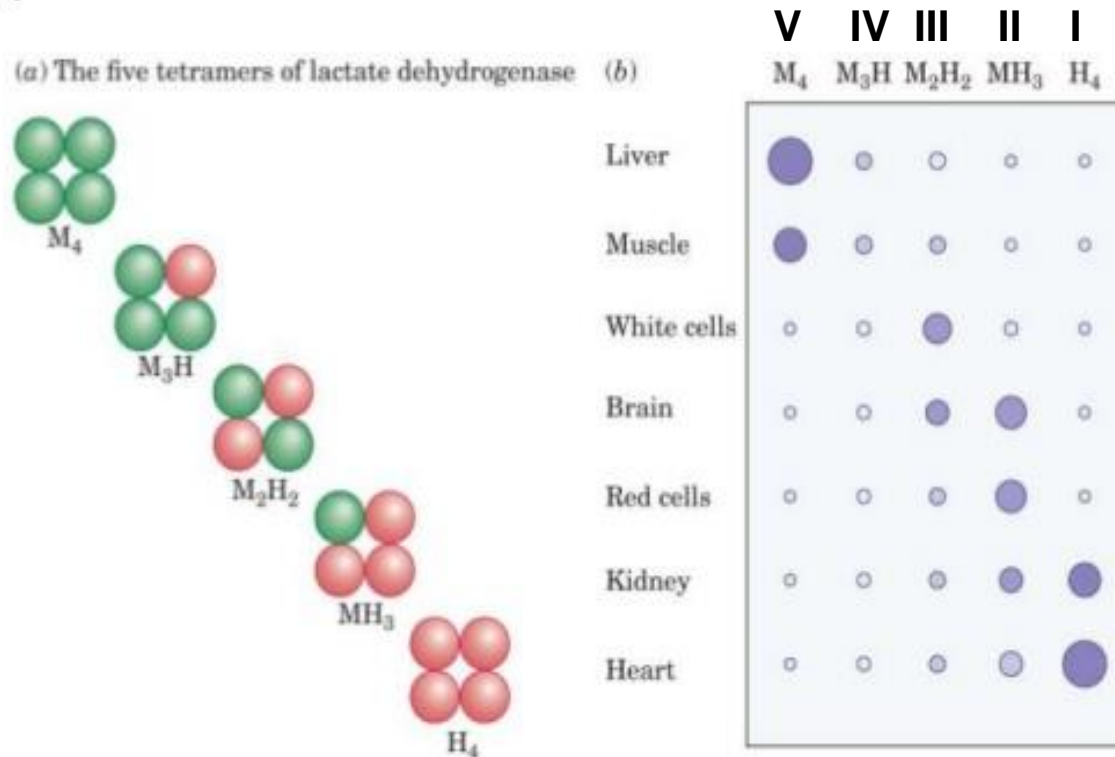 V IV III II I
(a) The five tetramers of lactate dehydrogenase (b) M₄ M₃H M₂H₂ MH₃ H₄
Liver
M₄
Muscle
White cells
M₃H
Brain
M₂H₂
Red cells
Kidney
MH₃
Heart
H₄